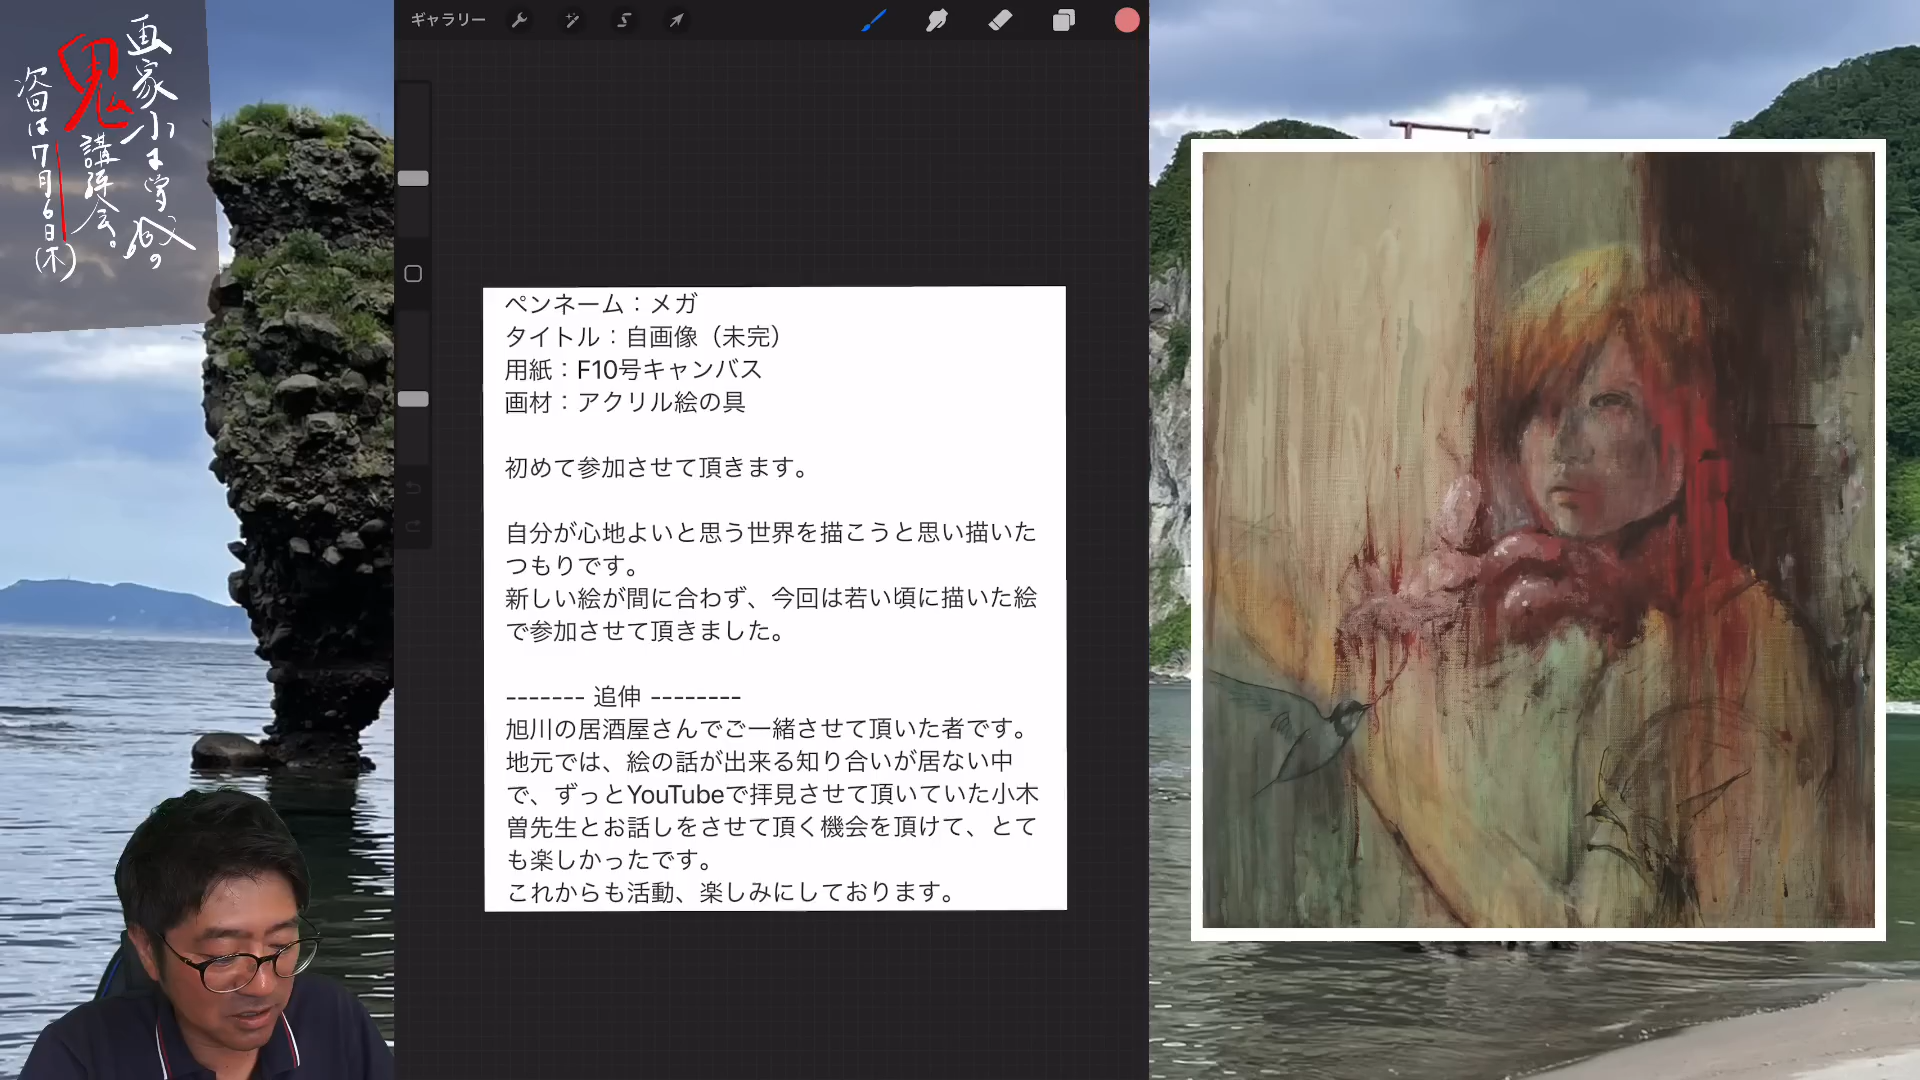 画家小木曽誠の
鬼講評会。
次回は7月6日(木)
ギャラリー
ペンネーム：メガ
タイトル：自画像（未完）
用紙：F10号キャンバス
画材：アクリル絵の具
初めて参加させて頂きます。
自分が心地よいと思う世界を描こうと思い描いた
つもりです。
新しい絵が間に合わず、今回は若い頃に描いた絵
で参加させて頂きました。
------- 追伸 --------
旭川の居酒屋さんでご一緒させて頂いた者です。
地元では、絵の話が出来る知り合いが居ない中
で、ずっとYouTubeで拝見させて頂いていた小木
曽先生とお話しをさせて頂く機会を頂けて、とて
も楽しかったです。
これからも活動、楽しみにしております。